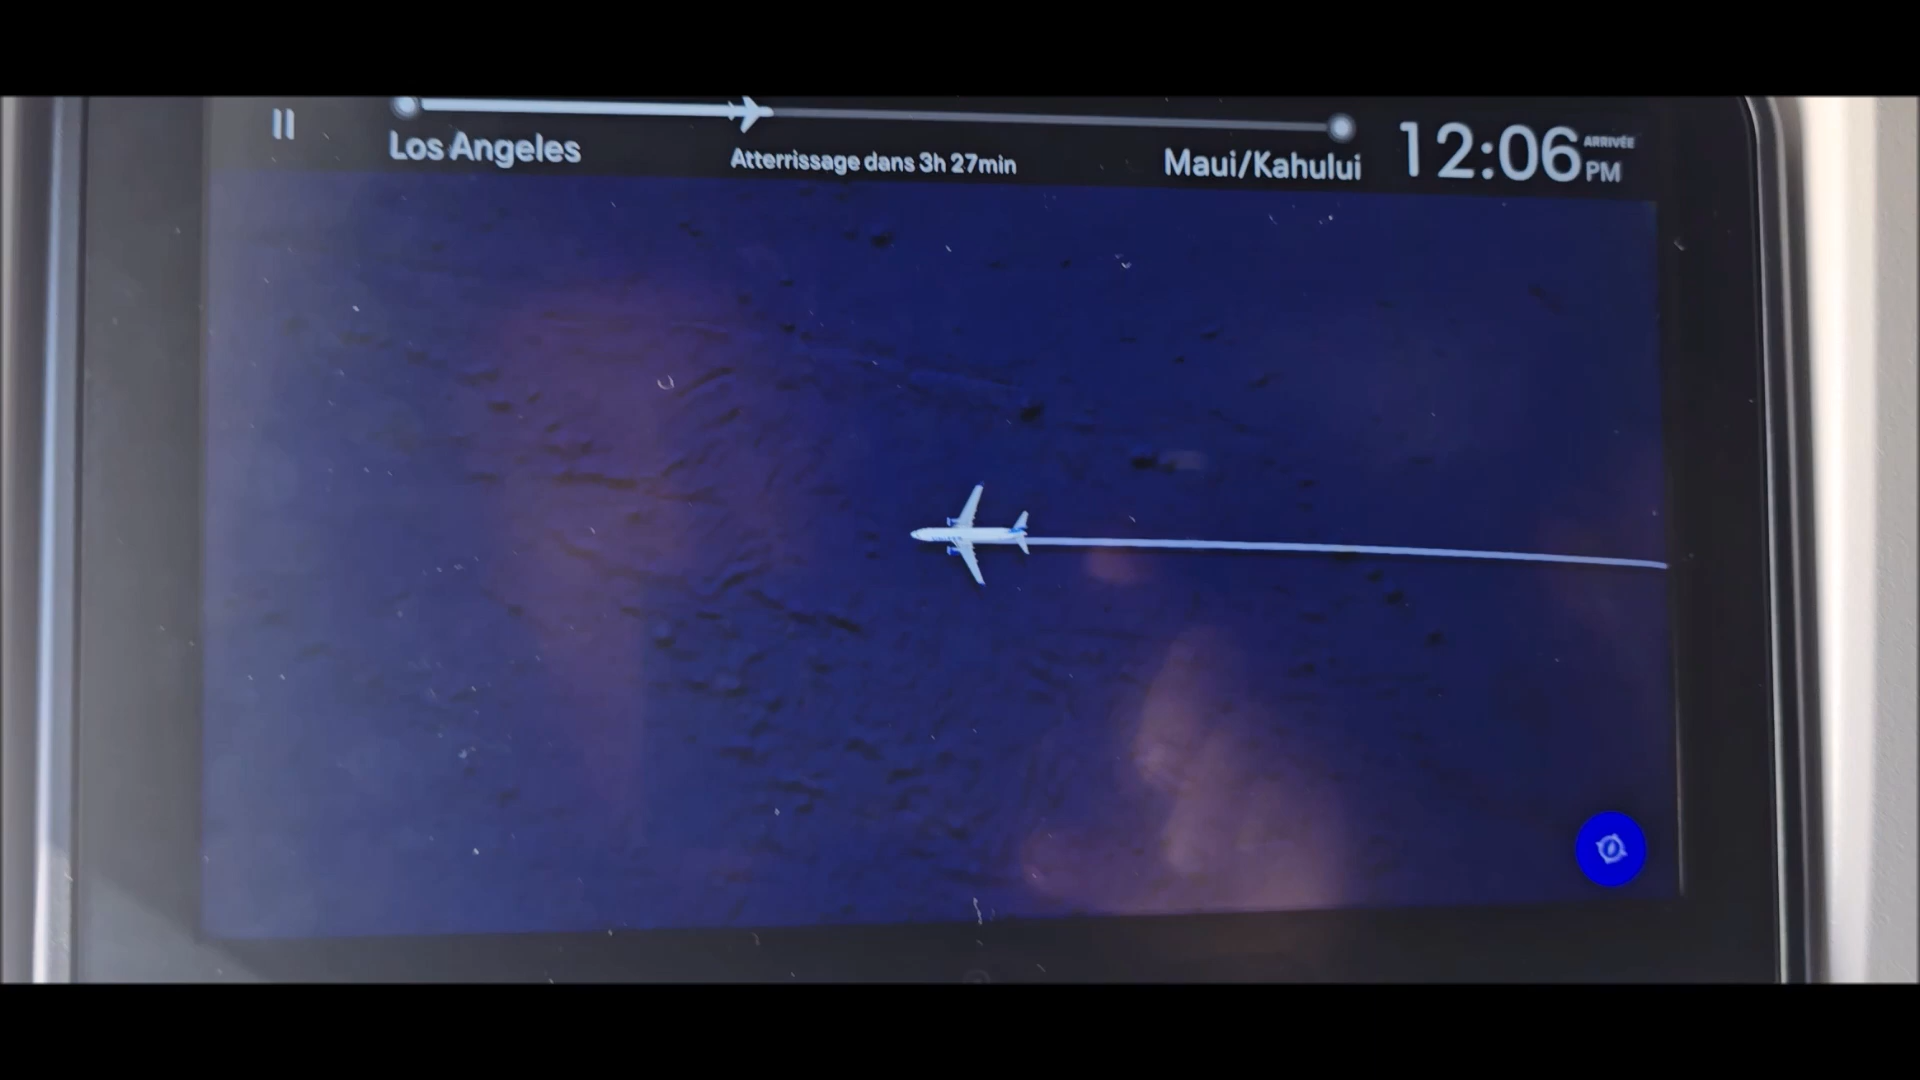 Los Angeles
Atterrissage dans 3h 27min
Maui/Kahului
12:06 PM
ARRIVÉE